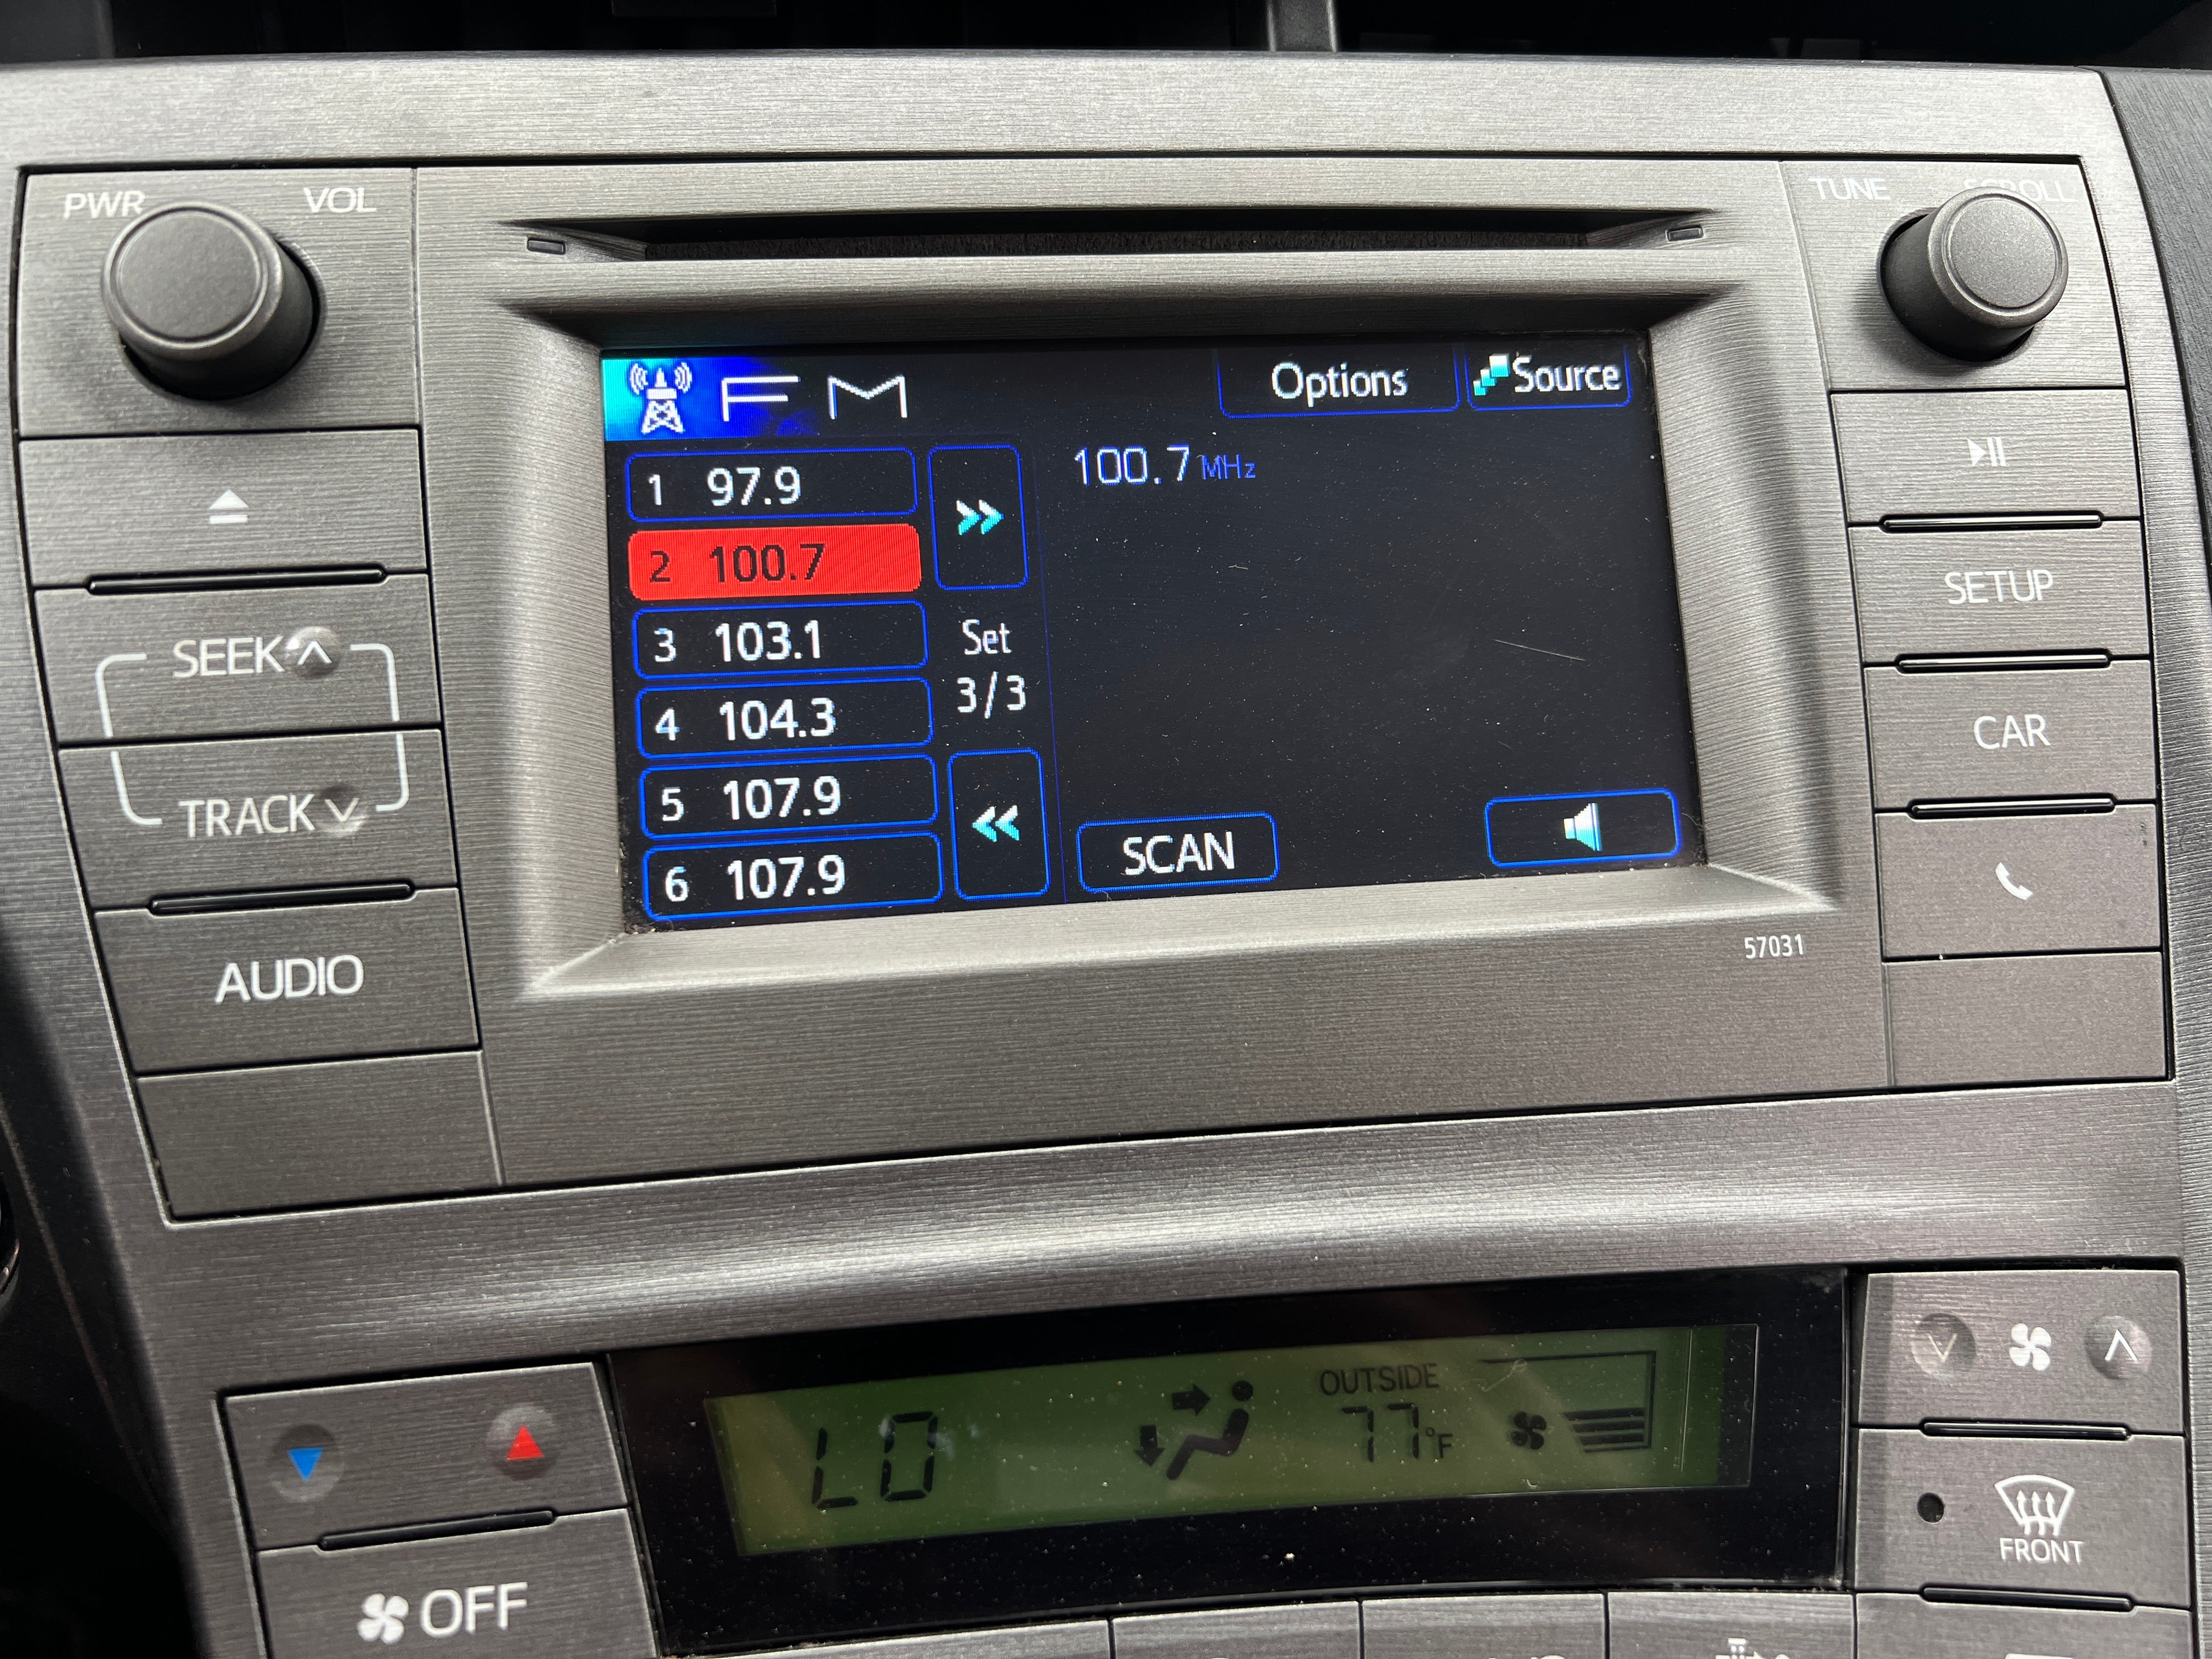 PWR VOL
TUNE SCROLL
FM
Options
Source
1 97.9
100.7 MHz
2 100.7
3 103.1
Set
3/3
4 104.3
5 107.9
6 107.9
SCAN
SEEK
TRACK
AUDIO
SETUP
CAR
57031
LO
OUTSIDE
77°F
FRONT
OFF